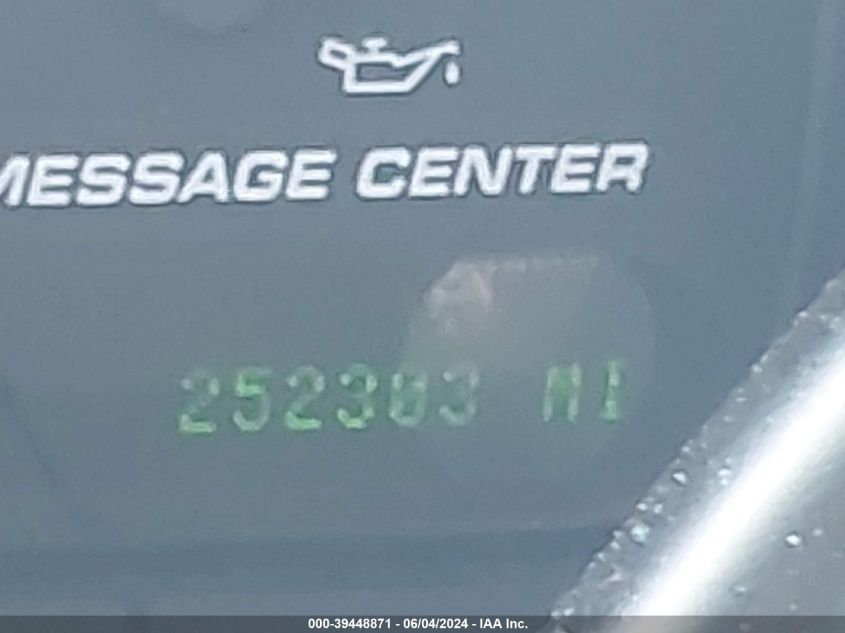 MESSAGE CENTER
252303 MI
000-39448871 - 06/04/2024 - IAA Inc.